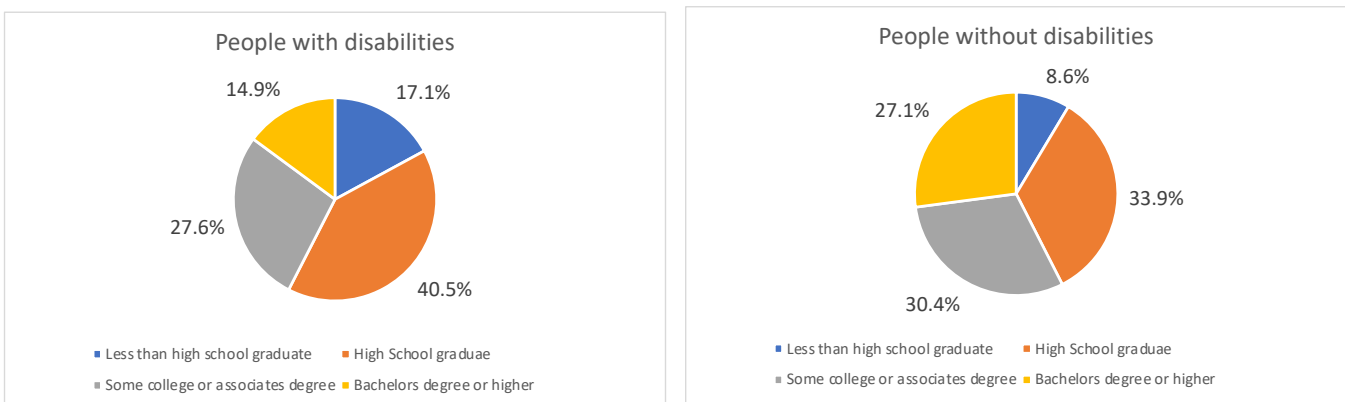 People with disabilities
14.9%
17.1%
27.6%
40.5%
Less than high school graduate
High School graduae
Some college or associates degree
Bachelors degree or higher
People without disabilities
8.6%
27.1%
33.9%
30.4%
Less than high school graduate
High School graduae
Some college or associates degree
Bachelors degree or higher